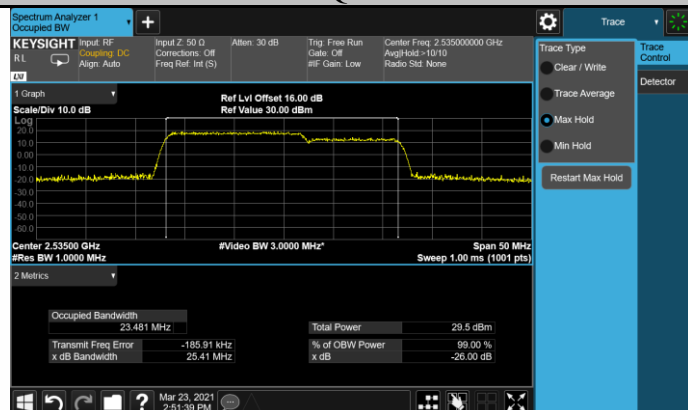 Spectrum Analyzer 1
Occupied BW
+
Trace
KEYSIGHT
Input: RF
Input Z: 50 Ω
Atten: 30 dB
Trig: Free Run
Center Freq: 2.535000000 GHz
RL
Coupling: DC
Corrections: Off
Gate: Off
Avg|Hold:>10/10
Align: Auto
Freq Ref: Int (S)
#IF Gain: Low
Radio Std: None
LXI
Trace Type
Clear / Write
Trace Average
Max Hold
Min Hold
Restart Max Hold
Trace Control
Detector
1 Graph
Ref Lvl Offset 16.00 dB
Scale/Div 10.0 dB
Ref Value 30.00 dBm
Log
20.0
10.0
0.00
-10.0
-20.0
-30.0
-40.0
-50.0
-60.0
Center 2.53500 GHz
#Video BW 3.0000 MHz*
Span 50 MHz
#Res BW 1.0000 MHz
Sweep 1.00 ms (1001 pts)
2 Metrics
Occupied Bandwidth
23.481 MHz
Total Power 29.5 dBm
Transmit Freq Error -185.91 kHz
% of OBW Power 99.00 %
x dB Bandwidth 25.41 MHz
x dB -26.00 dB
?
Mar 23, 2021
2:51:39 PM